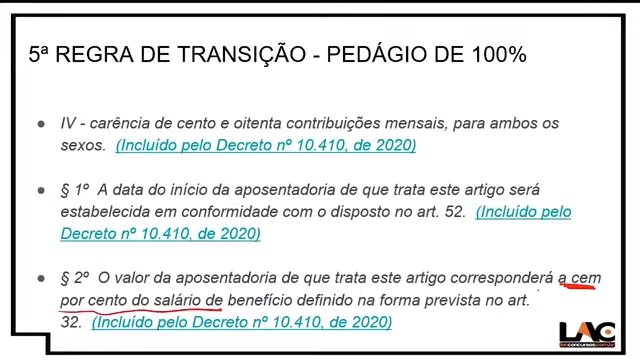 5ª REGRA DE TRANSIÇÃO - PEDÁGIO DE 100%
● IV - carência de cento e oitenta contribuições mensais, para ambos os
sexos. (Incluído pelo Decreto nº 10.410, de 2020)
● § 1º A data do início da aposentadoria de que trata este artigo será
estabelecida em conformidade com o disposto no art. 52. (Incluído pelo
Decreto nº 10.410, de 2020)
● § 2º O valor da aposentadoria de que trata este artigo corresponderá a cem
por cento do salário de benefício definido na forma prevista no art.
32. (Incluído pelo Decreto nº 10.410, de 2020)
LAC
lacconcursos.com.br